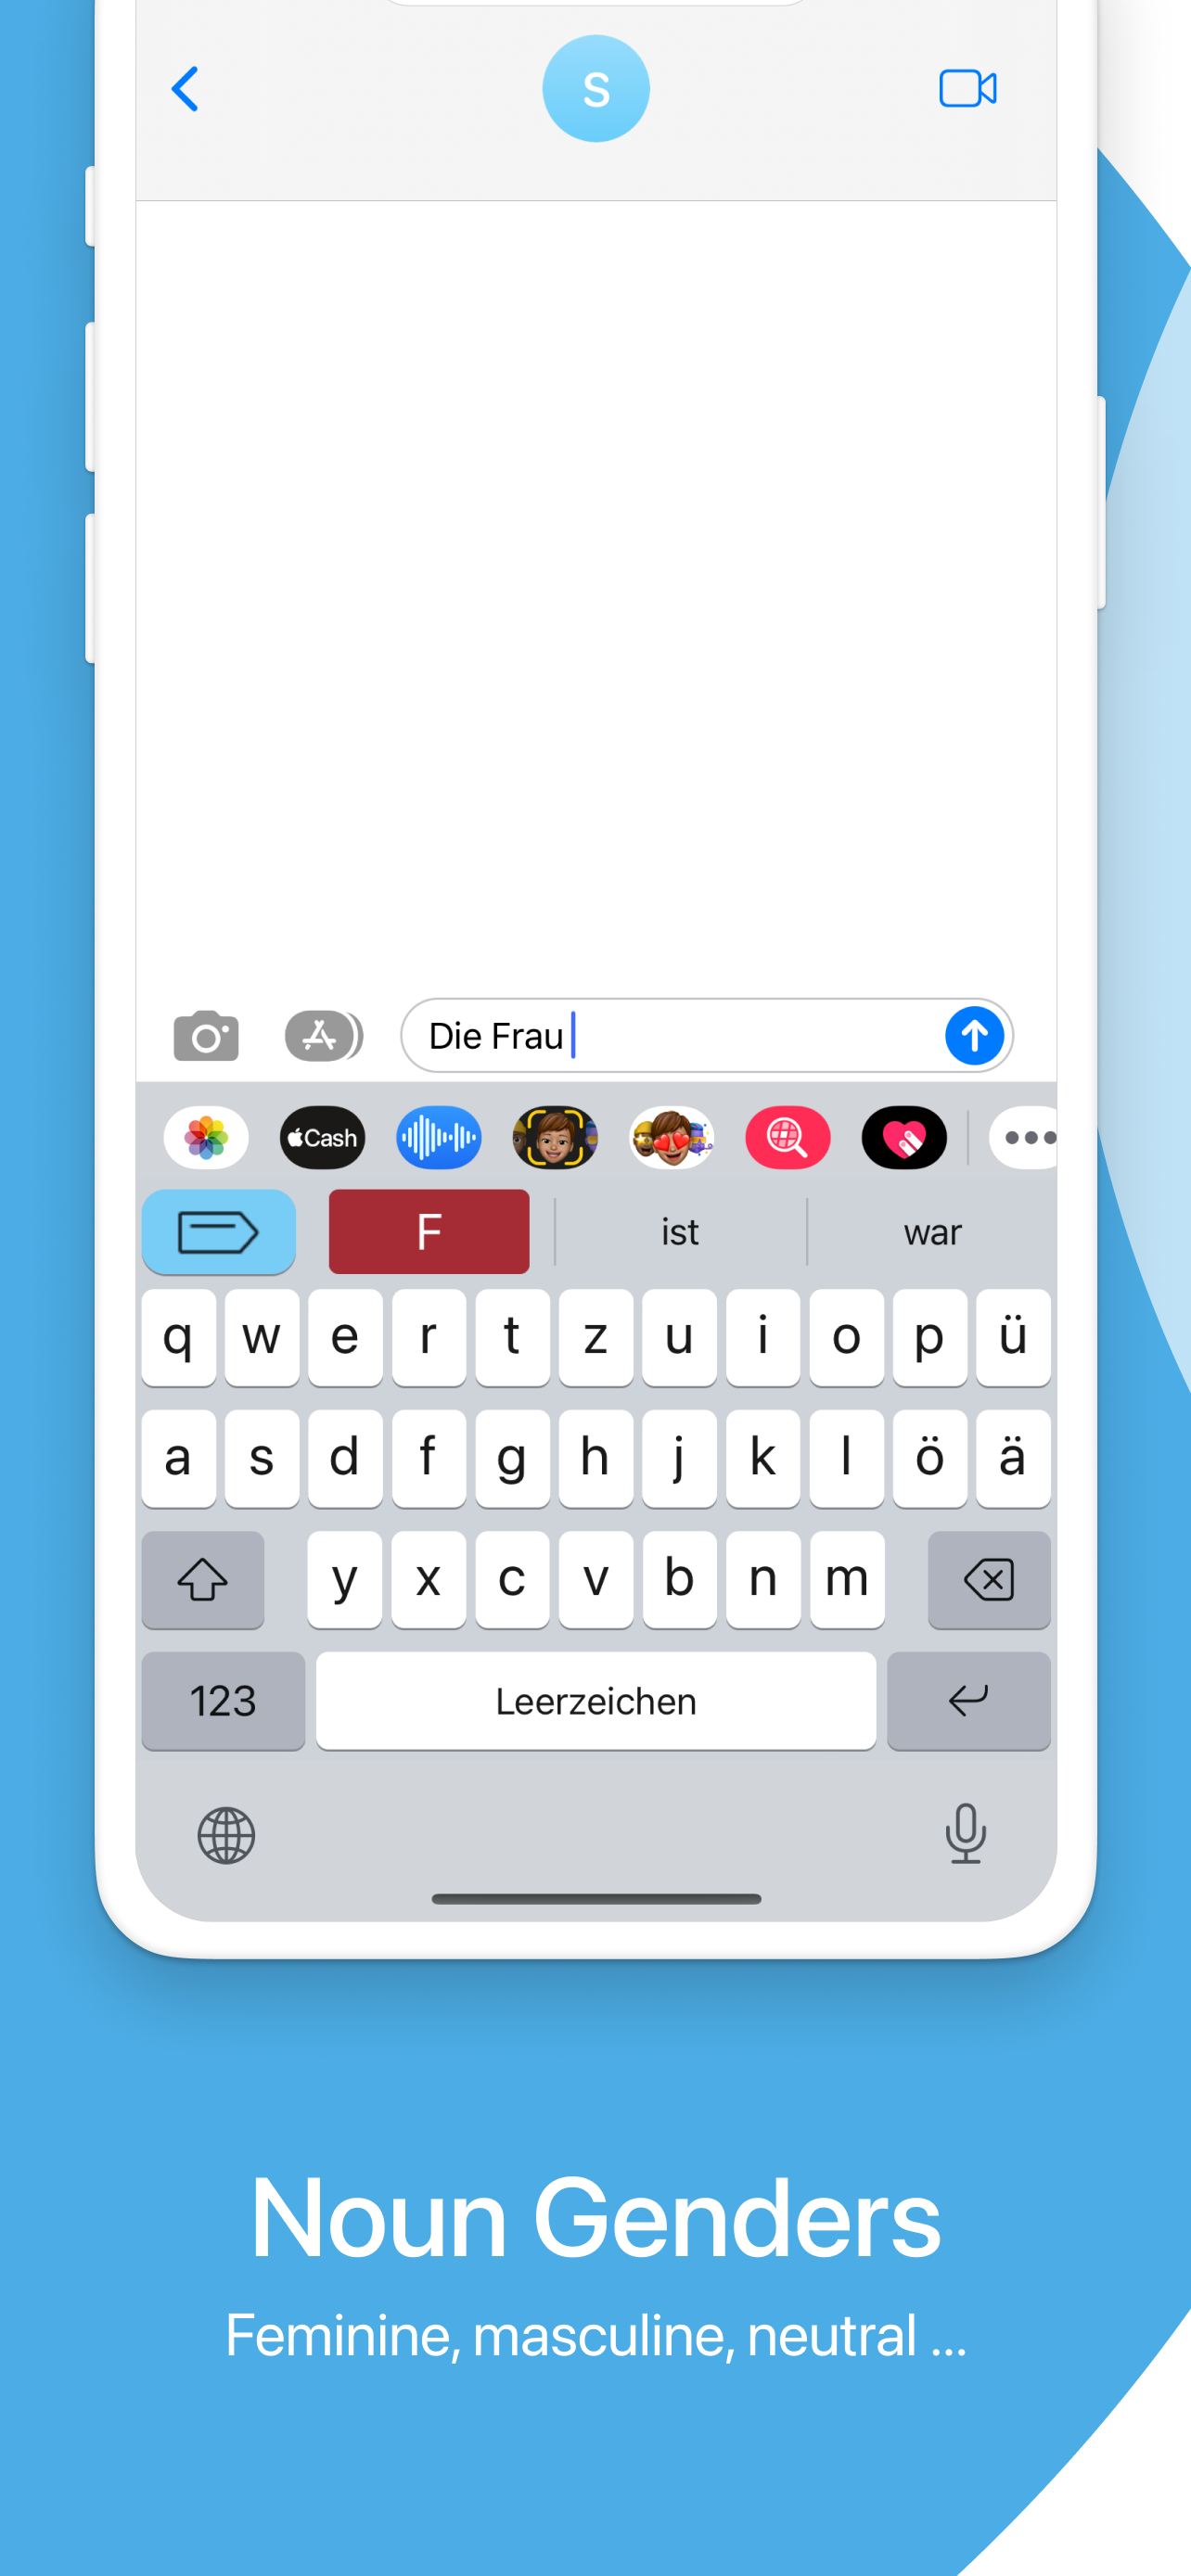 S
Die Frau
Cash
F ist war
q w e r t z u i o p ü
a s d f g h j k l ö ä
y x c v b n m
123 Leerzeichen
Noun Genders
Feminine, masculine, neutral ...